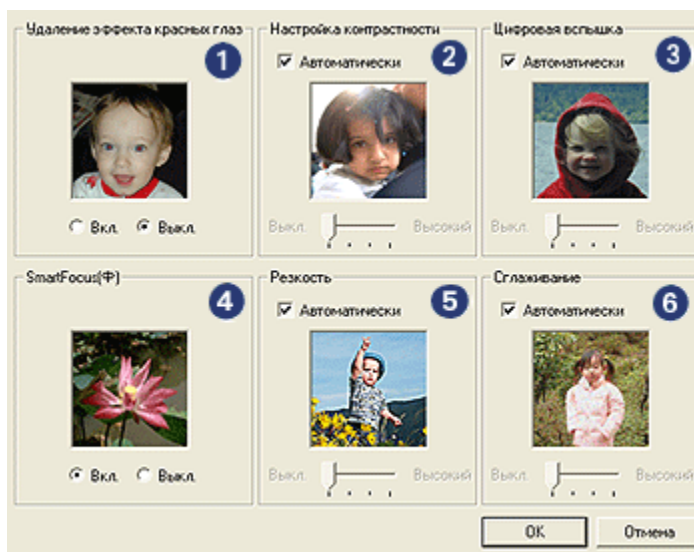 Удаление эффекта красных глаз
1
Вкл. Выкл.
Настройка контрастности
2
Автоматически
Выкл. Высокий
Цифровая вспышка
3
Автоматически
Выкл. Высокий
SmartFocus(Ф)
4
Вкл. Выкл.
Резкость
5
Автоматически
Выкл. Высокий
Сглаживание
6
Автоматически
Выкл. Высокий
OK Отмена